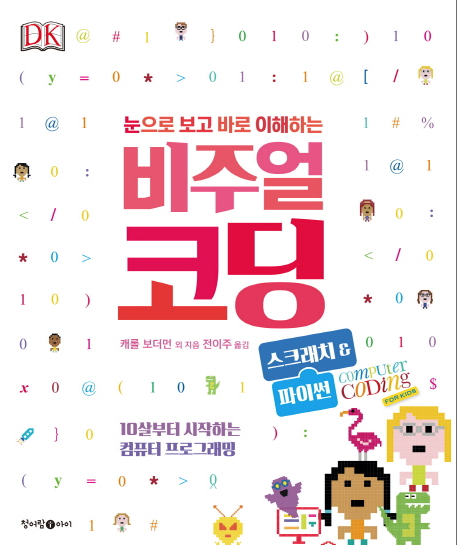 DK @ # 1 } 0 1 0 : ) 1 0
( y = 0 * > 0 1 : 1 @ [ /
1 @ 1 눈으로 보고 바로 이해하는 1 # %
비주얼 1 @ 1
0 : 0 :
< / 0 코딩 < / 0
* 0 > * 0
1 0 )
0 1 캐롤 보더먼 외 지음 전이주 옮김 스크래치 & 0 1 0
x 0 @ ( 1 0 1 파이썬 COMPUTER CODING FOR KIDS $
} 0 10살부터 시작하는 ) :
컴퓨터 프로그래밍
( y = 0 * > 0
청어람 i 아이 1 #